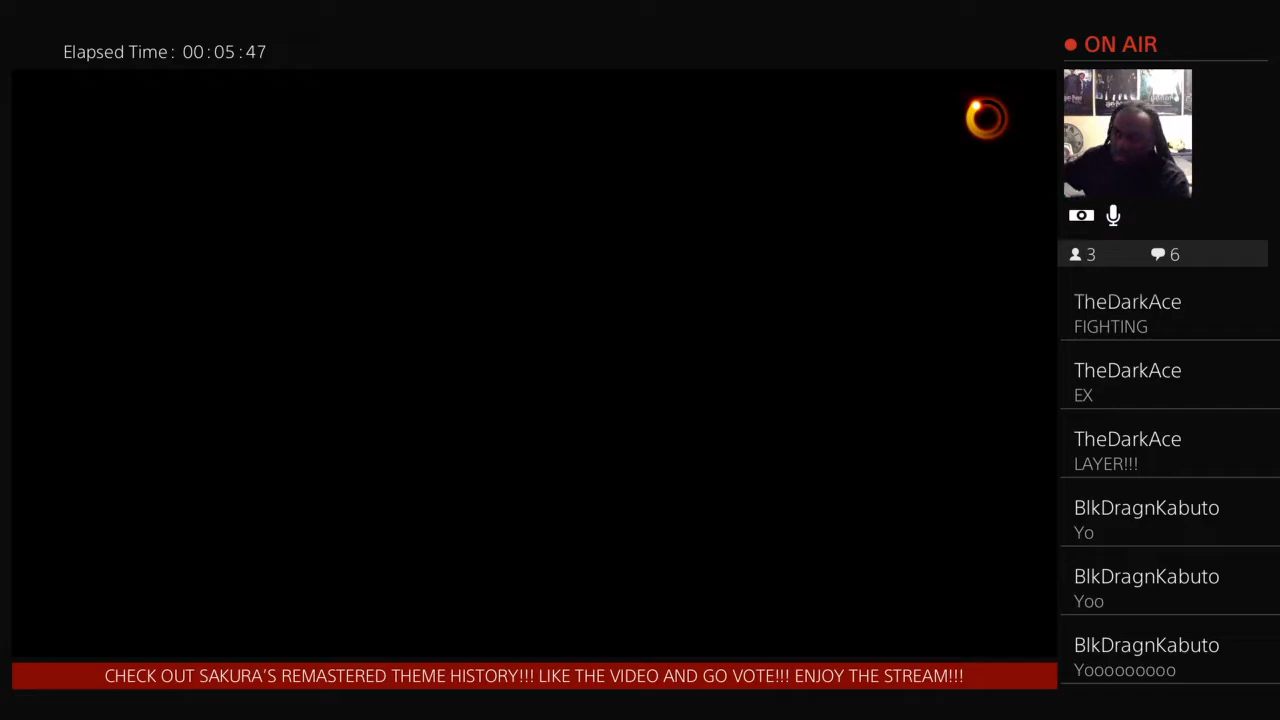 Elapsed Time: 00:05:47
ON AIR
3 6
TheDarkAce
FIGHTING
TheDarkAce
EX
TheDarkAce
LAYER!!!
BlkDragnKabuto
Yo
BlkDragnKabuto
Yoo
BlkDragnKabuto
Yooooooooo
CHECK OUT SAKURA'S REMASTERED THEME HISTORY!!! LIKE THE VIDEO AND GO VOTE!!! ENJOY THE STREAM!!!